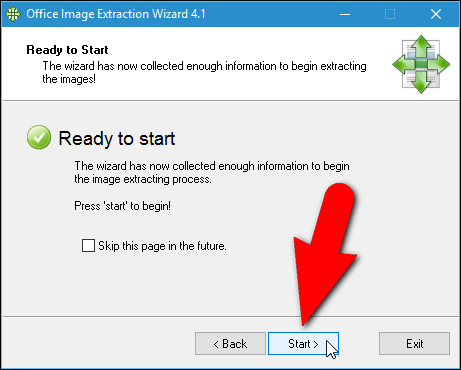 Office Image Extraction Wizard 4.1
Ready to Start
The wizard has now collected enough information to begin extracting
the images!
Ready to start
The wizard has now collected enough information to begin
the image extracting process.
Press 'start' to begin!
Skip this page in the future.
< Back
Start >
Exit